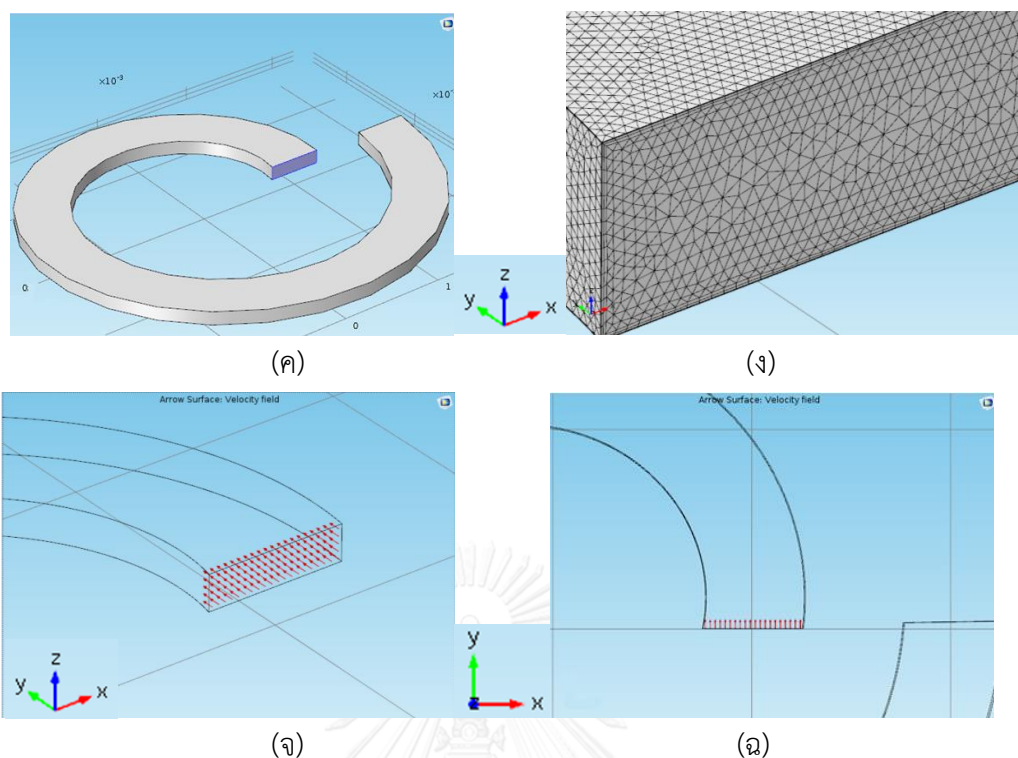 ×10⁻³
×10⁻
0
0
1
z
y
x
(ค)
(ง)
Arrow Surface: Velocity field
Arrow Surface: Velocity field
z
y
x
y
z
x
(จ)
(ฉ)